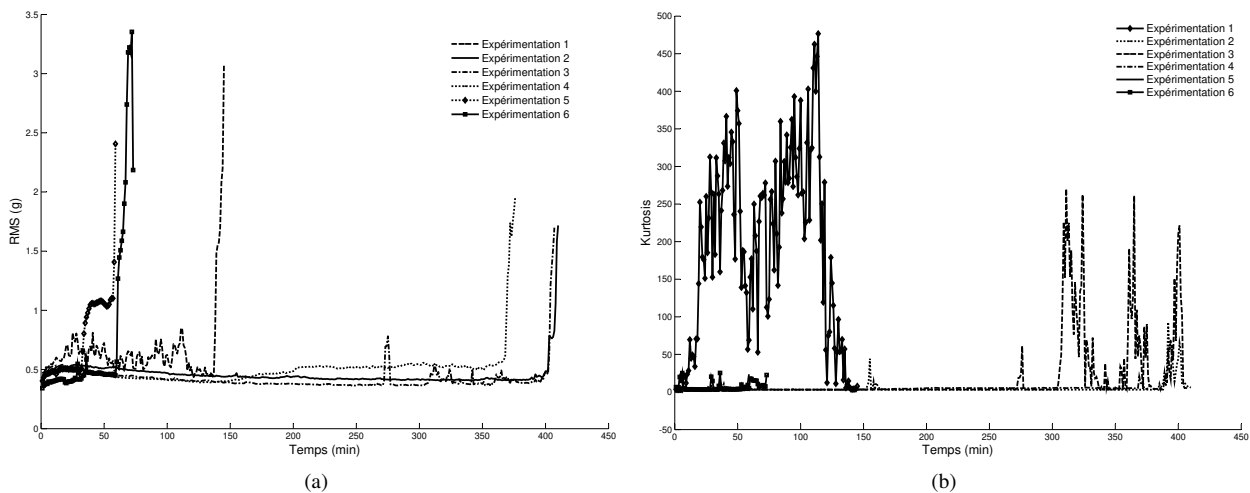 3.5
3
2.5
2
1.5
1
0.5
0
RMS (g)
0 50 100 150 200 250 300 350 400 450
Temps (min)
Expérimentation 1
Expérimentation 2
Expérimentation 3
Expérimentation 4
Expérimentation 5
Expérimentation 6
(a)
500
450
400
350
300
250
200
150
100
50
0
-50
Kurtosis
0 50 100 150 200 250 300 350 400 450
Temps (min)
Expérimentation 1
Expérimentation 2
Expérimentation 3
Expérimentation 4
Expérimentation 5
Expérimentation 6
(b)